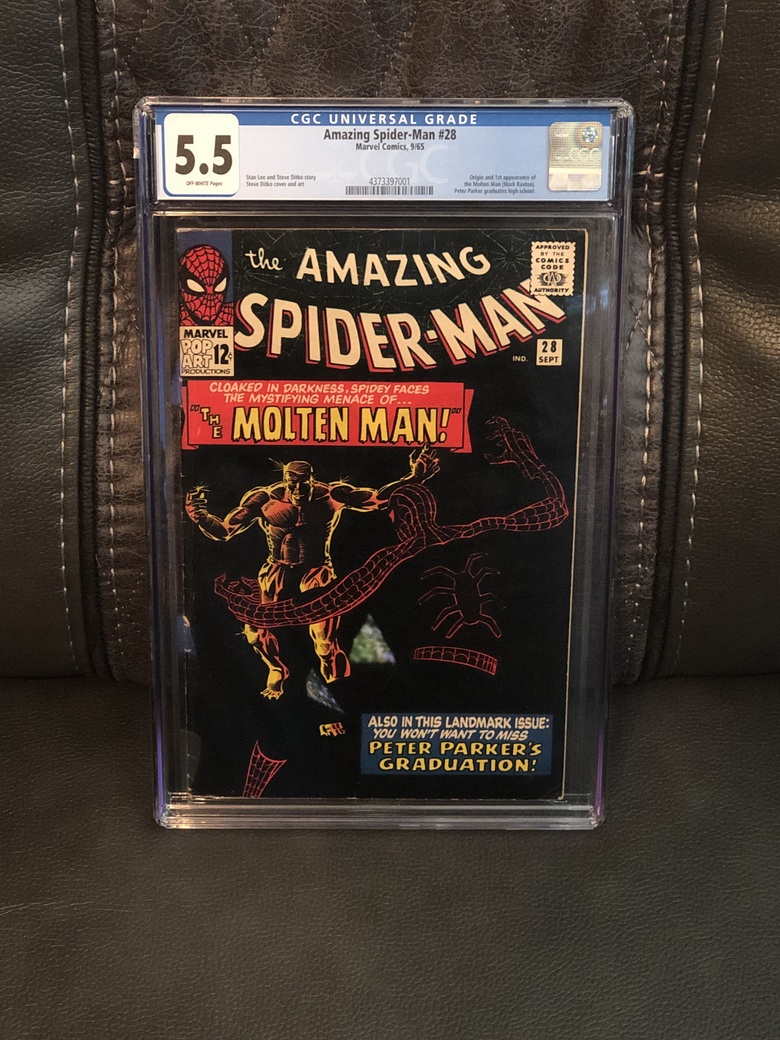 CGC UNIVERSAL GRADE
5.5
OFF-WHITE Pages
Amazing Spider-Man #28
Marvel Comics, 9/65
Stan Lee and Steve Ditko story
Steve Ditko cover and art
4373397001
Origin and 1st appearance of
the Molten Man (Mark Raxton).
Peter Parker graduates high school.
CGC
the AMAZING
SPIDER-MAN
APPROVED
BY THE
COMICS
CODE
AUTHORITY
MARVEL
POP
ART
PRODUCTIONS
12¢
IND.
28
SEPT
CLOAKED IN DARKNESS, SPIDEY FACES
THE MYSTIFYING MENACE OF...
"THE MOLTEN MAN!"
ALSO IN THIS LANDMARK ISSUE:
YOU WON'T WANT TO MISS
PETER PARKER'S
GRADUATION!